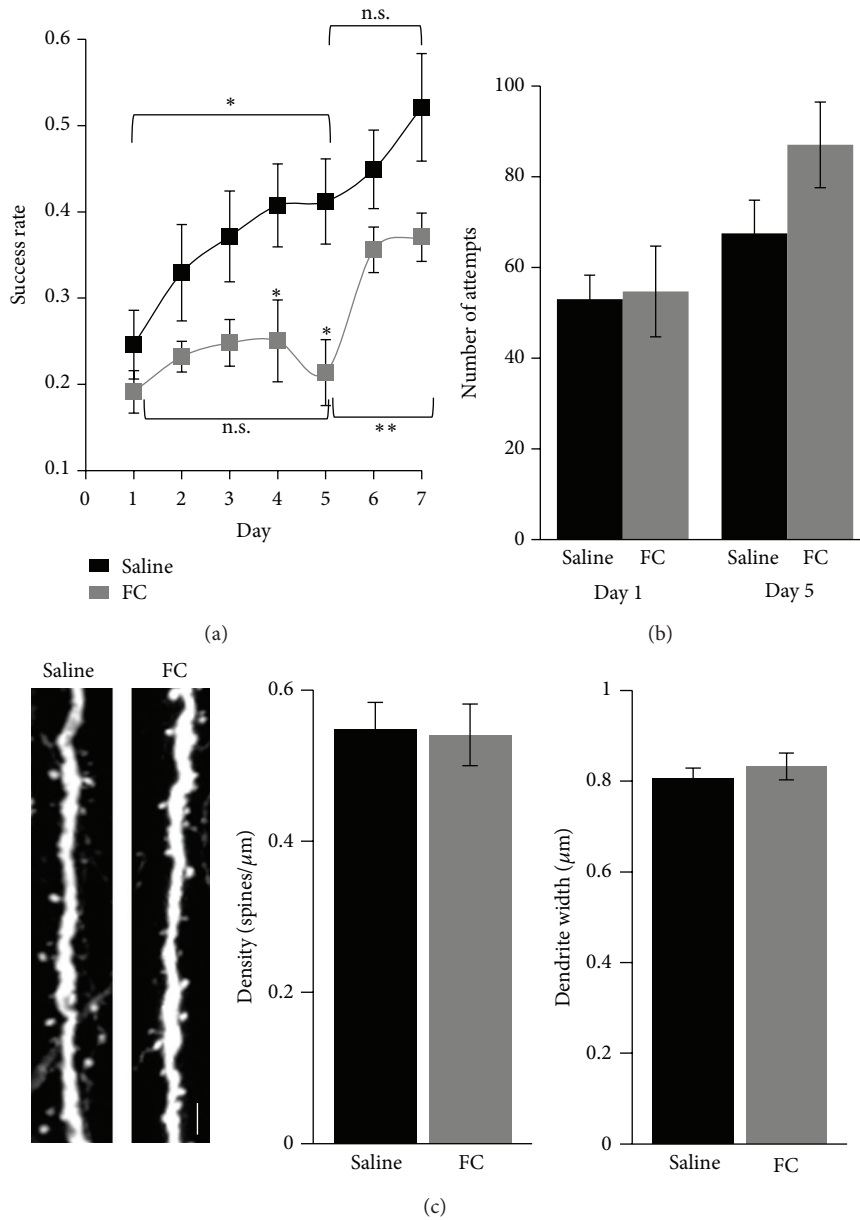 n.s.
0.6
*
0.5
0.4
Success rate
0.3
*
*
0.2
n.s.
**
0.1
0 1 2 3 4 5 6 7
Day
Saline
FC
(a)
100
80
60
40
20
0
Number of attempts
Saline FC Saline FC
Day 1 Day 5
(b)
Saline FC
0.6
0.4
0.2
0
Density (spines/μm)
Saline FC
1
0.8
0.6
0.4
0.2
0
Dendrite width (μm)
Saline FC
(c)